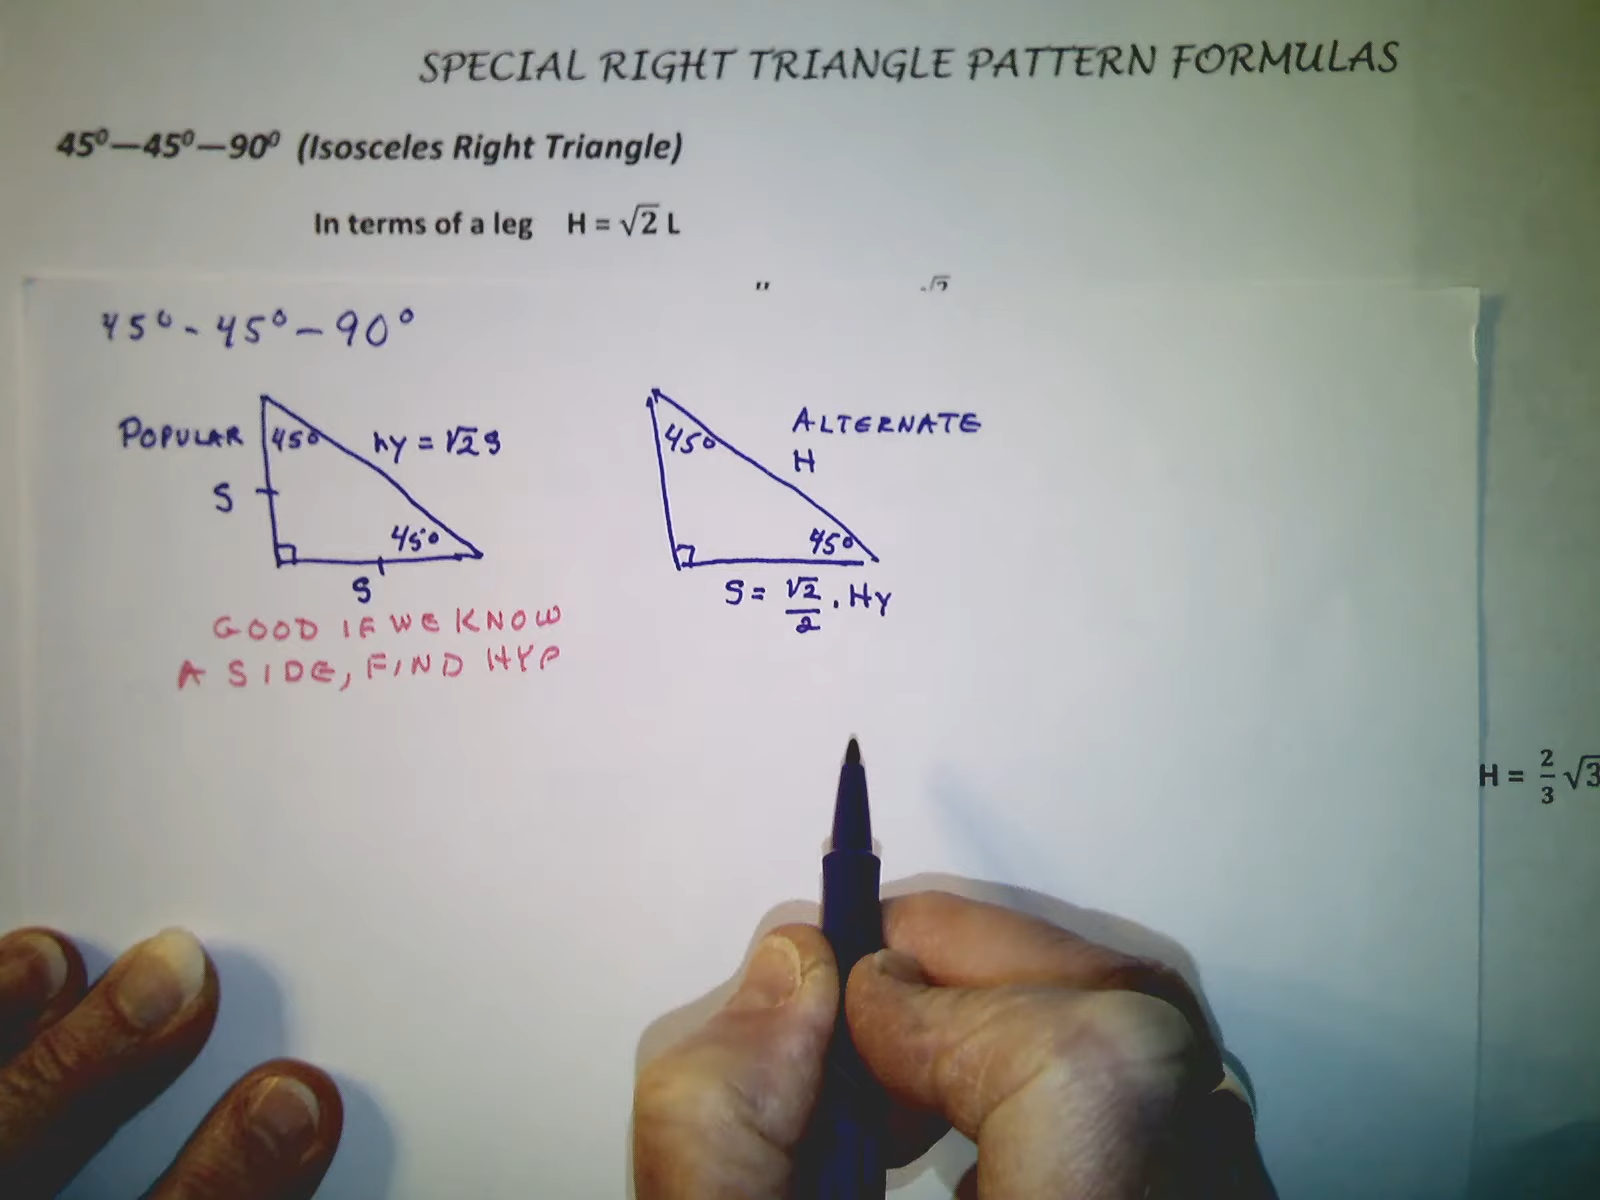 SPECIAL RIGHT TRIANGLE PATTERN FORMULAS
45⁰—45⁰—90⁰ (Isosceles Right Triangle)
In terms of a leg H = √2 L
45° - 45° - 90°
POPULAR
45°
hy = √2 S
S
45°
S
GOOD IF WE KNOW
A SIDE, FIND HYP
ALTERNATE
H
45°
45°
S = √2/2 . Hy
H = 2/3 √3